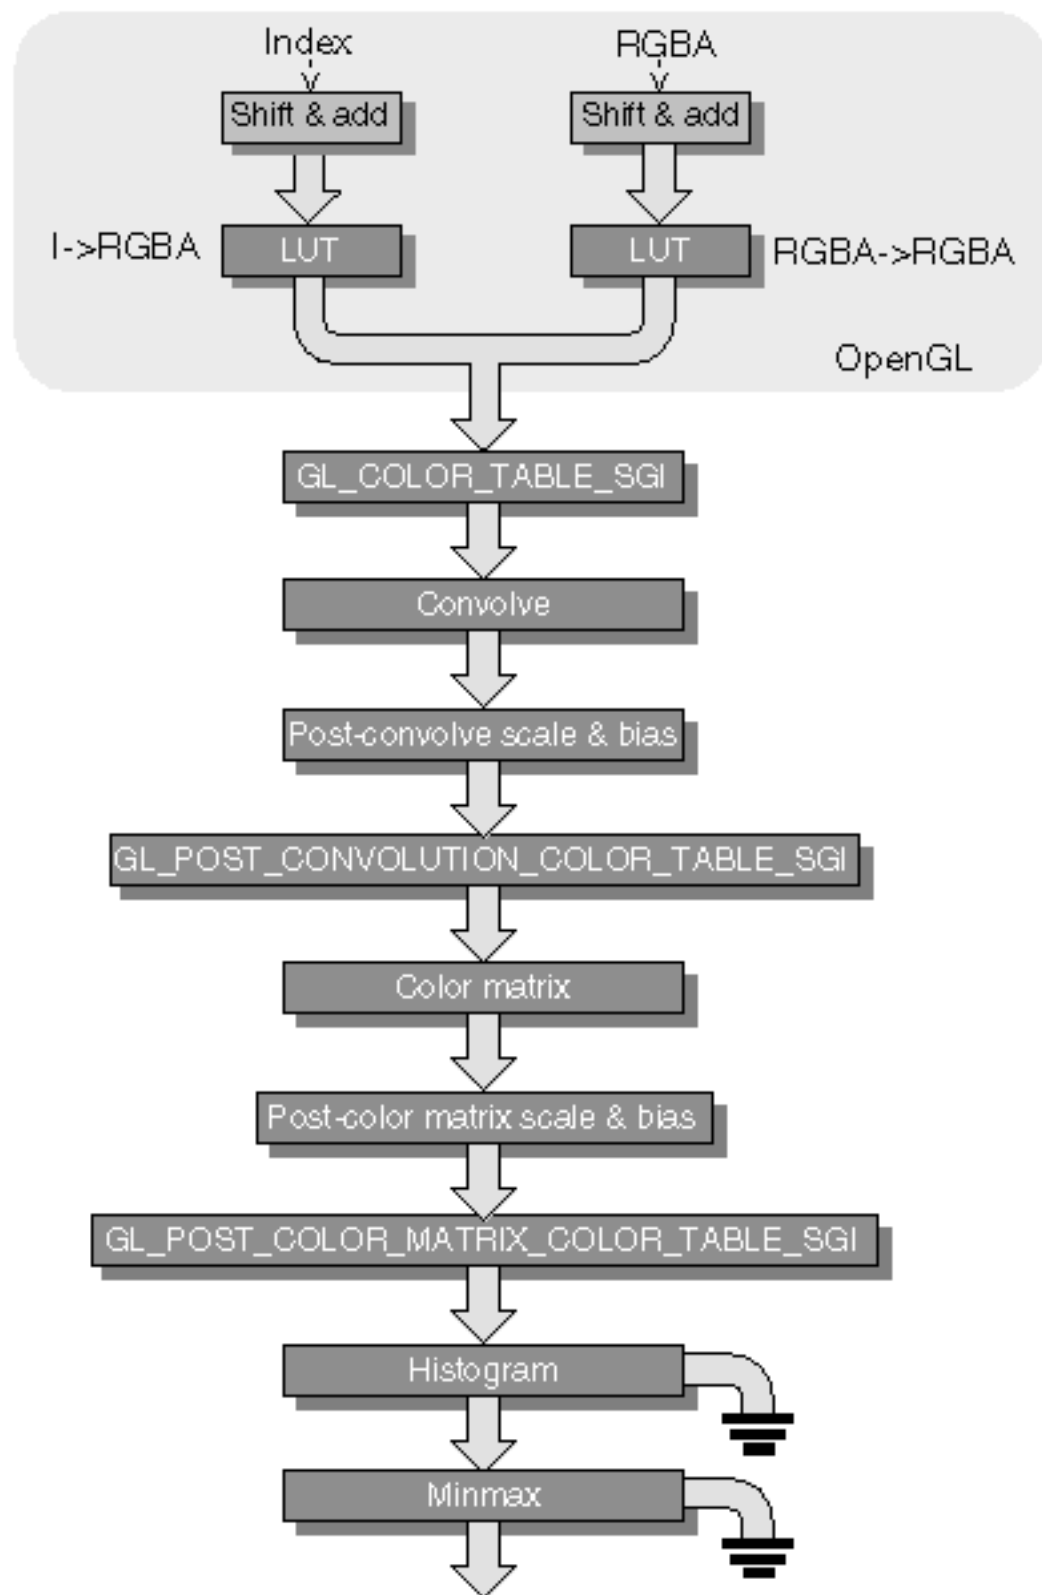 Index
RGBA
Shift & add
Shift & add
I->RGBA
LUT
LUT
RGBA->RGBA
OpenGL
GL_COLOR_TABLE_SGI
Convolve
Post-convolve scale & bias
GL_POST_CONVOLUTION_COLOR_TABLE_SGI
Color matrix
Post-color matrix scale & bias
GL_POST_COLOR_MATRIX_COLOR_TABLE_SGI
Histogram
Minmax